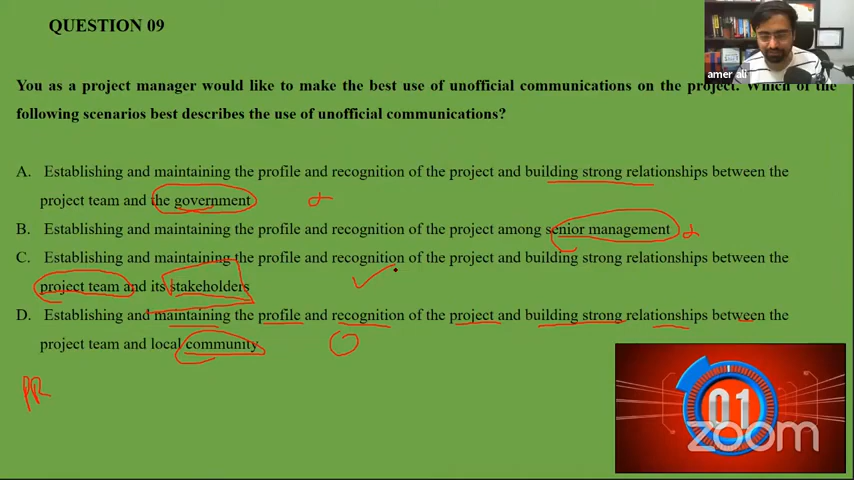 QUESTION 09
amer ali
You as a project manager would like to make the best use of unofficial communications on the project. Which of the
following scenarios best describes the use of unofficial communications?
A. Establishing and maintaining the profile and recognition of the project and building strong relationships between the
project team and the government
B. Establishing and maintaining the profile and recognition of the project among senior management
C. Establishing and maintaining the profile and recognition of the project and building strong relationships between the
project team and its stakeholders
D. Establishing and maintaining the profile and recognition of the project and building strong relationships between the
project team and local community
PR
01
zoom